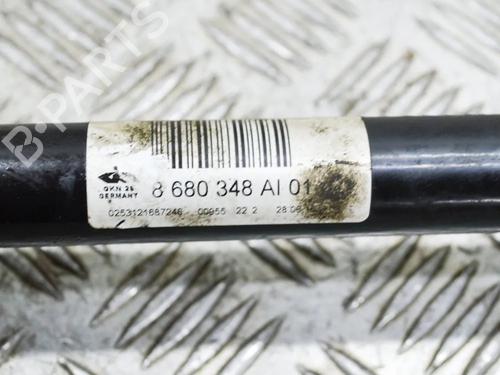 B-PARTS
8 680 348 AI 01
GKN 26
GERMANY
0253121687246 00955 22 2 28.06